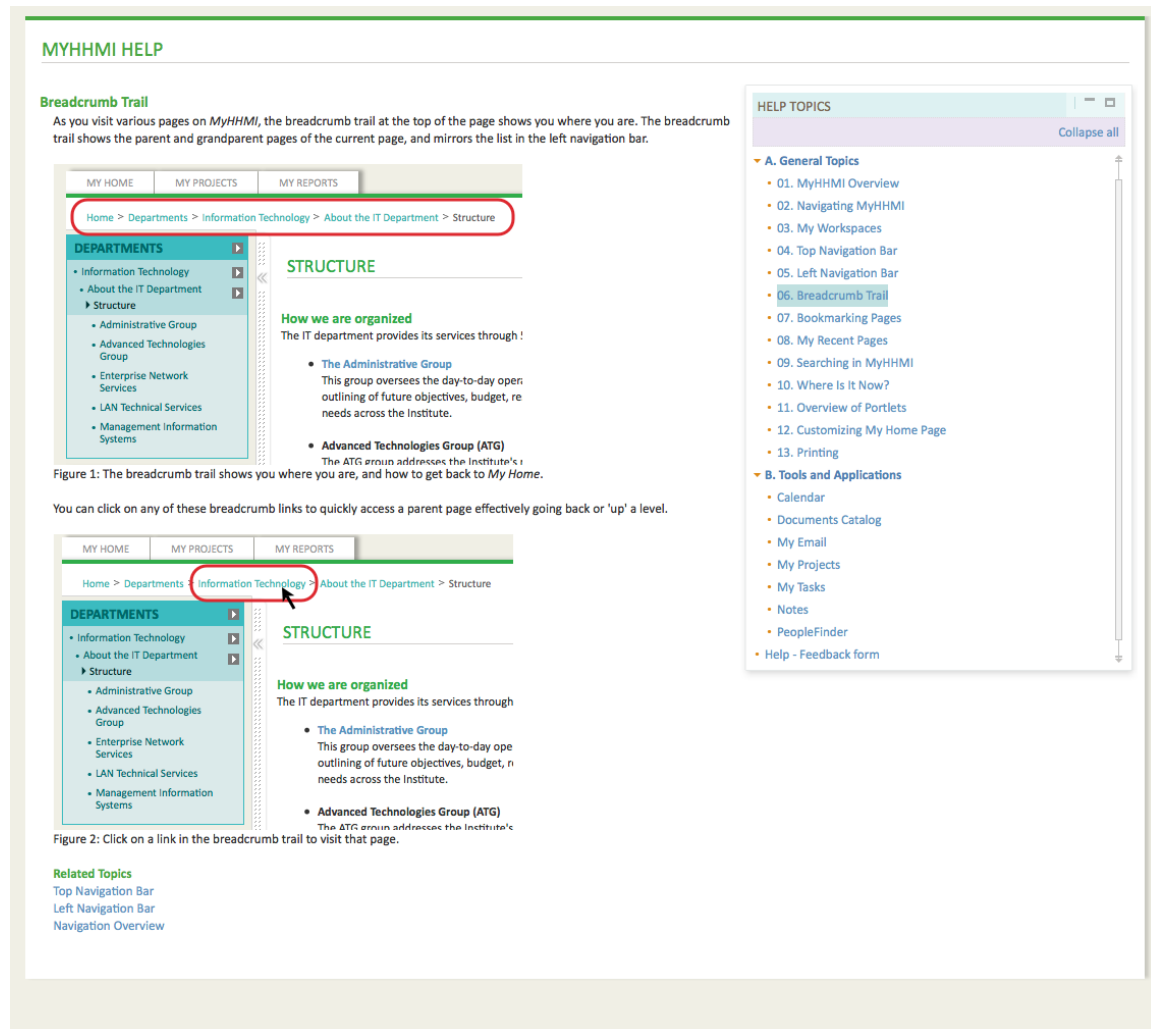 MYHHMI HELP
Breadcrumb Trail
As you visit various pages on MyHHMI, the breadcrumb trail at the top of the page shows you where you are. The breadcrumb
trail shows the parent and grandparent pages of the current page, and mirrors the list in the left navigation bar.
MY HOME MY PROJECTS MY REPORTS
Home > Departments > Information Technology > About the IT Department > Structure
DEPARTMENTS
• Information Technology
• About the IT Department
Structure
• Administrative Group
• Advanced Technologies
Group
• Enterprise Network
Services
• LAN Technical Services
• Management Information
Systems
STRUCTURE
How we are organized
The IT department provides its services through
• The Administrative Group
This group oversees the day-to-day opera
outlining of future objectives, budget, re
needs across the Institute.
• Advanced Technologies Group (ATG)
The ATG group addresses the Institute's
Figure 1: The breadcrumb trail shows you where you are, and how to get back to My Home.
You can click on any of these breadcrumb links to quickly access a parent page effectively going back or 'up' a level.
MY HOME MY PROJECTS MY REPORTS
Home > Departments > Information Technology > About the IT Department > Structure
DEPARTMENTS
• Information Technology
• About the IT Department
Structure
• Administrative Group
• Advanced Technologies
Group
• Enterprise Network
Services
• LAN Technical Services
• Management Information
Systems
STRUCTURE
How we are organized
The IT department provides its services through
• The Administrative Group
This group oversees the day-to-day ope
outlining of future objectives, budget, r
needs across the Institute.
• Advanced Technologies Group (ATG)
The ATG group addresses the Institute's
Figure 2: Click on a link in the breadcrumb trail to visit that page.
Related Topics
Top Navigation Bar
Left Navigation Bar
Navigation Overview
HELP TOPICS
Collapse all
A. General Topics
• 01. MyHHMI Overview
• 02. Navigating MyHHMI
• 03. My Workspaces
• 04. Top Navigation Bar
• 05. Left Navigation Bar
• 06. Breadcrumb Trail
• 07. Bookmarking Pages
• 08. My Recent Pages
• 09. Searching in MyHHMI
• 10. Where Is It Now?
• 11. Overview of Portlets
• 12. Customizing My Home Page
• 13. Printing
B. Tools and Applications
• Calendar
• Documents Catalog
• My Email
• My Projects
• My Tasks
• Notes
• PeopleFinder
• Help - Feedback form